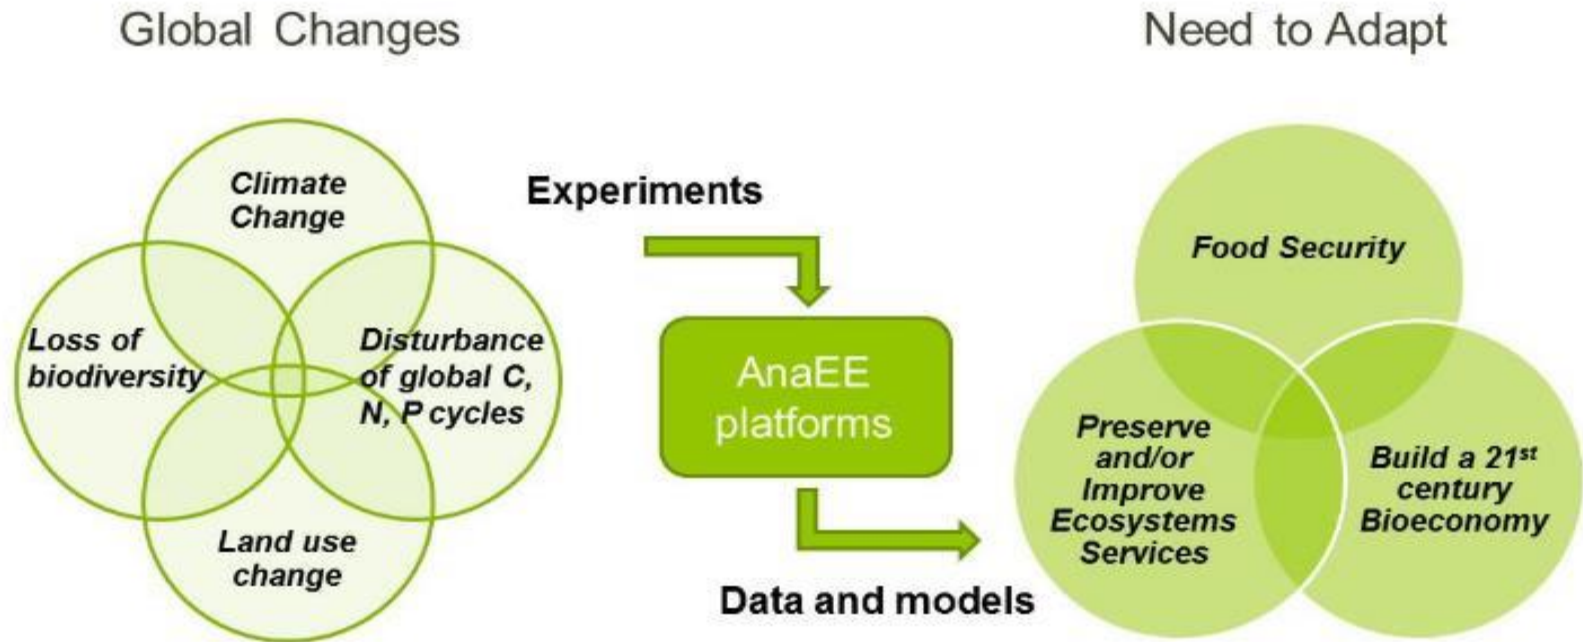 Global Changes
Need to Adapt
Climate
Change
Loss of
biodiversity
Disturbance
of global C,
N, P cycles
Land use
change
Experiments
AnaEE
platforms
Data and models
Food Security
Preserve
and/or
Improve
Ecosystems
Services
Build a 21st
century
Bioeconomy